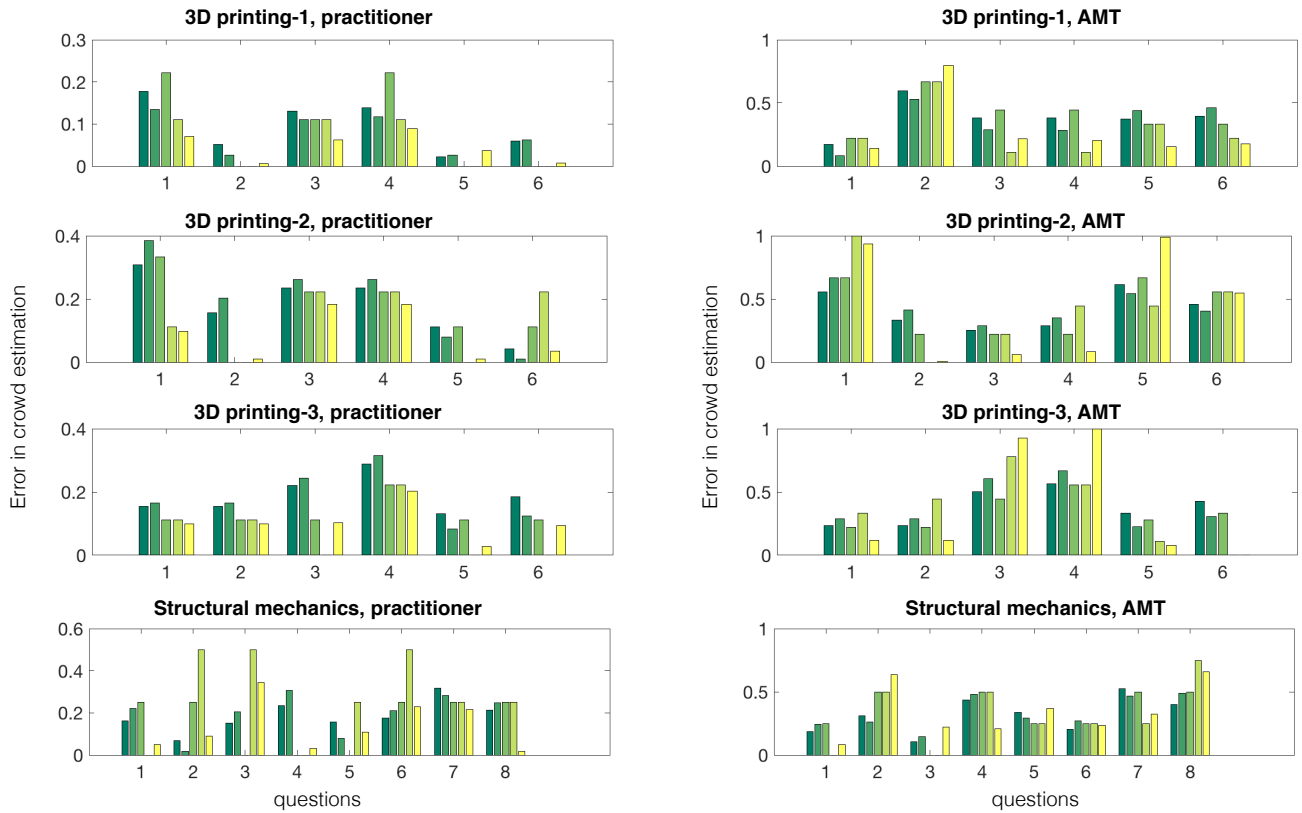 3D printing-1, practitioner
0.3
0.2
0.1
0
1 2 3 4 5 6
3D printing-2, practitioner
0.4
0.2
0
1 2 3 4 5 6
3D printing-3, practitioner
0.4
0.2
0
1 2 3 4 5 6
Structural mechanics, practitioner
0.6
0.4
0.2
0
1 2 3 4 5 6 7 8
questions
Error in crowd estimation
3D printing-1, AMT
1
0.5
0
1 2 3 4 5 6
3D printing-2, AMT
1
0.5
0
1 2 3 4 5 6
3D printing-3, AMT
1
0.5
0
1 2 3 4 5 6
Structural mechanics, AMT
1
0.5
0
1 2 3 4 5 6 7 8
questions
Error in crowd estimation